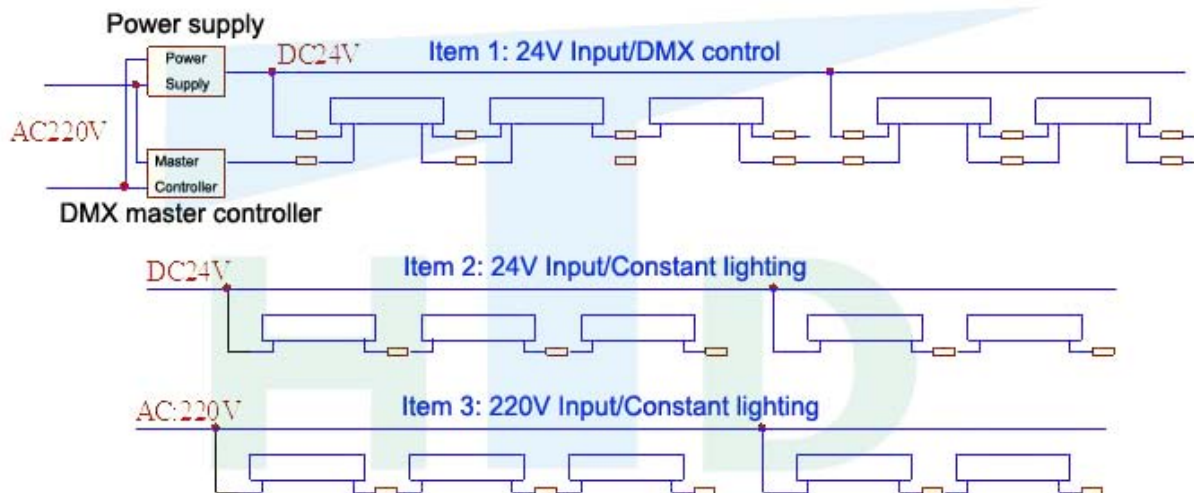 Power supply
Power
Supply
DC24V
Item 1: 24V Input/DMX control
AC220V
Master
Controller
DMX master controller
DC24V
Item 2: 24V Input/Constant lighting
AC:220V
Item 3: 220V Input/Constant lighting
HTD